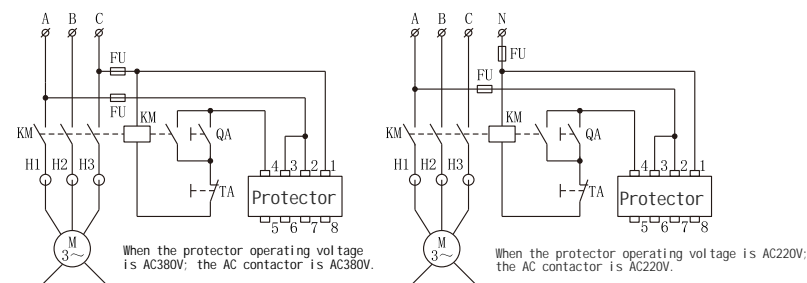 A B C
FU
FU
KM
KM
QA
H1 H2 H3
4 3 2 1
TA
Protector
5 6 7 8
M
3～
When the protector operating voltage
is AC380V; the AC contactor is AC380V.
A B C N
FU
FU
KM
KM
QA
H1 H2 H3
4 3 2 1
TA
Protector
5 6 7 8
M
3～
When the protector operating voltage is AC220V;
the AC contactor is AC220V.